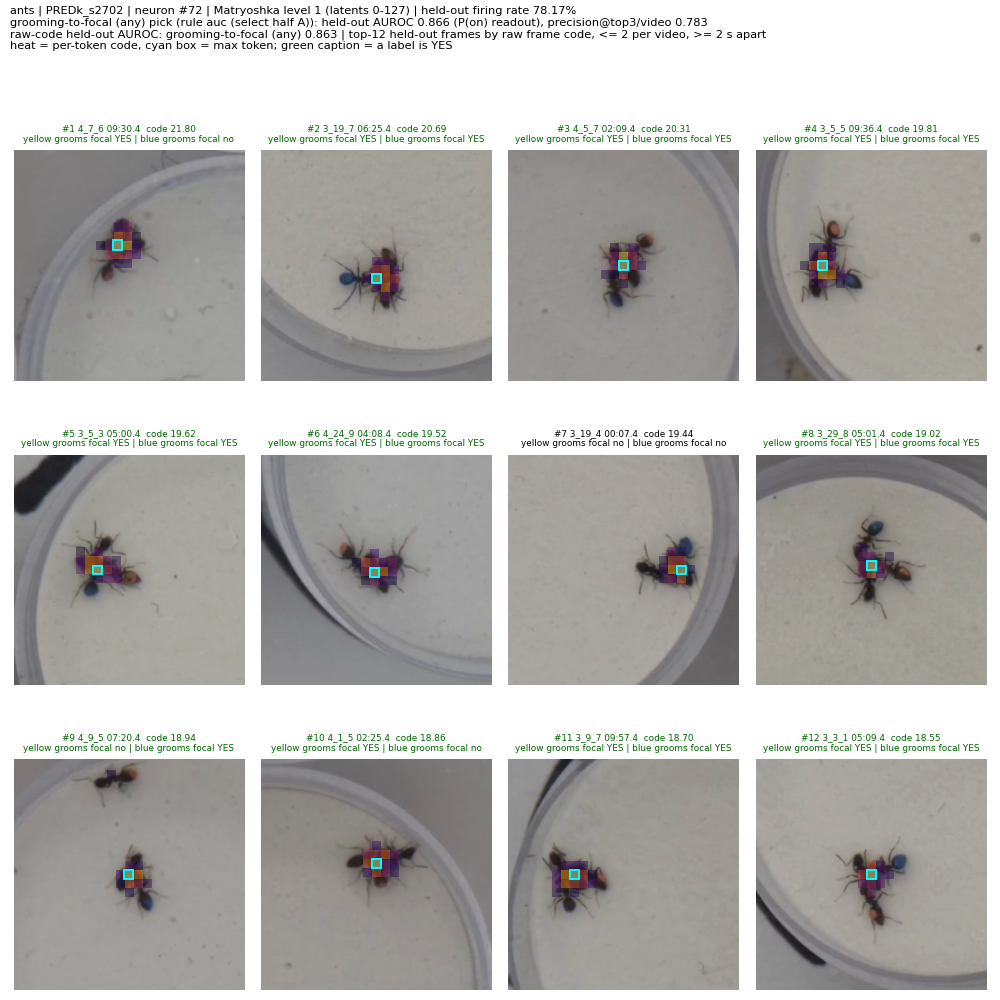 ants | PREDk_s2702 | neuron #72 | Matryoshka level 1 (latents 0-127) | held-out firing rate 78.17%
grooming-to-focal (any) pick (rule auc (select half A)): held-out AUROC 0.866 (P(on) readout), precision@top3/video 0.783
raw-code held-out AUROC: grooming-to-focal (any) 0.863 | top-12 held-out frames by raw frame code, <= 2 per video, >= 2 s apart
heat = per-token code, cyan box = max token; green caption = a label is YES
#1 4_7_6 09:30.4 code 21.80
yellow grooms focal YES | blue grooms focal no
#2 3_19_7 06:25.4 code 20.69
yellow grooms focal YES | blue grooms focal YES
#3 4_5_7 02:09.4 code 20.31
yellow grooms focal YES | blue grooms focal YES
#4 3_5_5 09:36.4 code 19.81
yellow grooms focal YES | blue grooms focal YES
#5 3_5_3 05:00.4 code 19.62
yellow grooms focal YES | blue grooms focal YES
#6 4_24_9 04:08.4 code 19.52
yellow grooms focal YES | blue grooms focal YES
#7 3_19_4 00:07.4 code 19.44
yellow grooms focal no | blue grooms focal no
#8 3_29_8 05:01.4 code 19.02
yellow grooms focal YES | blue grooms focal YES
#9 4_9_5 07:20.4 code 18.94
yellow grooms focal no | blue grooms focal YES
#10 4_1_5 02:25.4 code 18.86
yellow grooms focal YES | blue grooms focal no
#11 3_9_7 09:57.4 code 18.70
yellow grooms focal YES | blue grooms focal YES
#12 3_3_1 05:09.4 code 18.55
yellow grooms focal YES | blue grooms focal YES